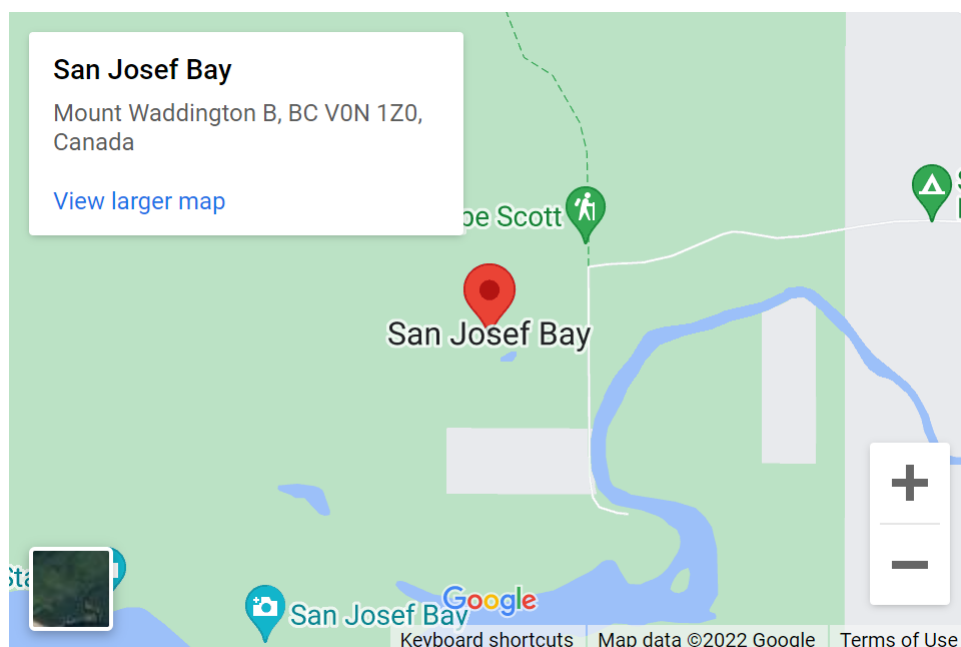 San Josef Bay
Mount Waddington B, BC V0N 1Z0,
Canada
View larger map
pe Scott
San Josef Bay
Sta
San Josef Bay
Google
Keyboard shortcuts
Map data ©2022 Google
Terms of Use